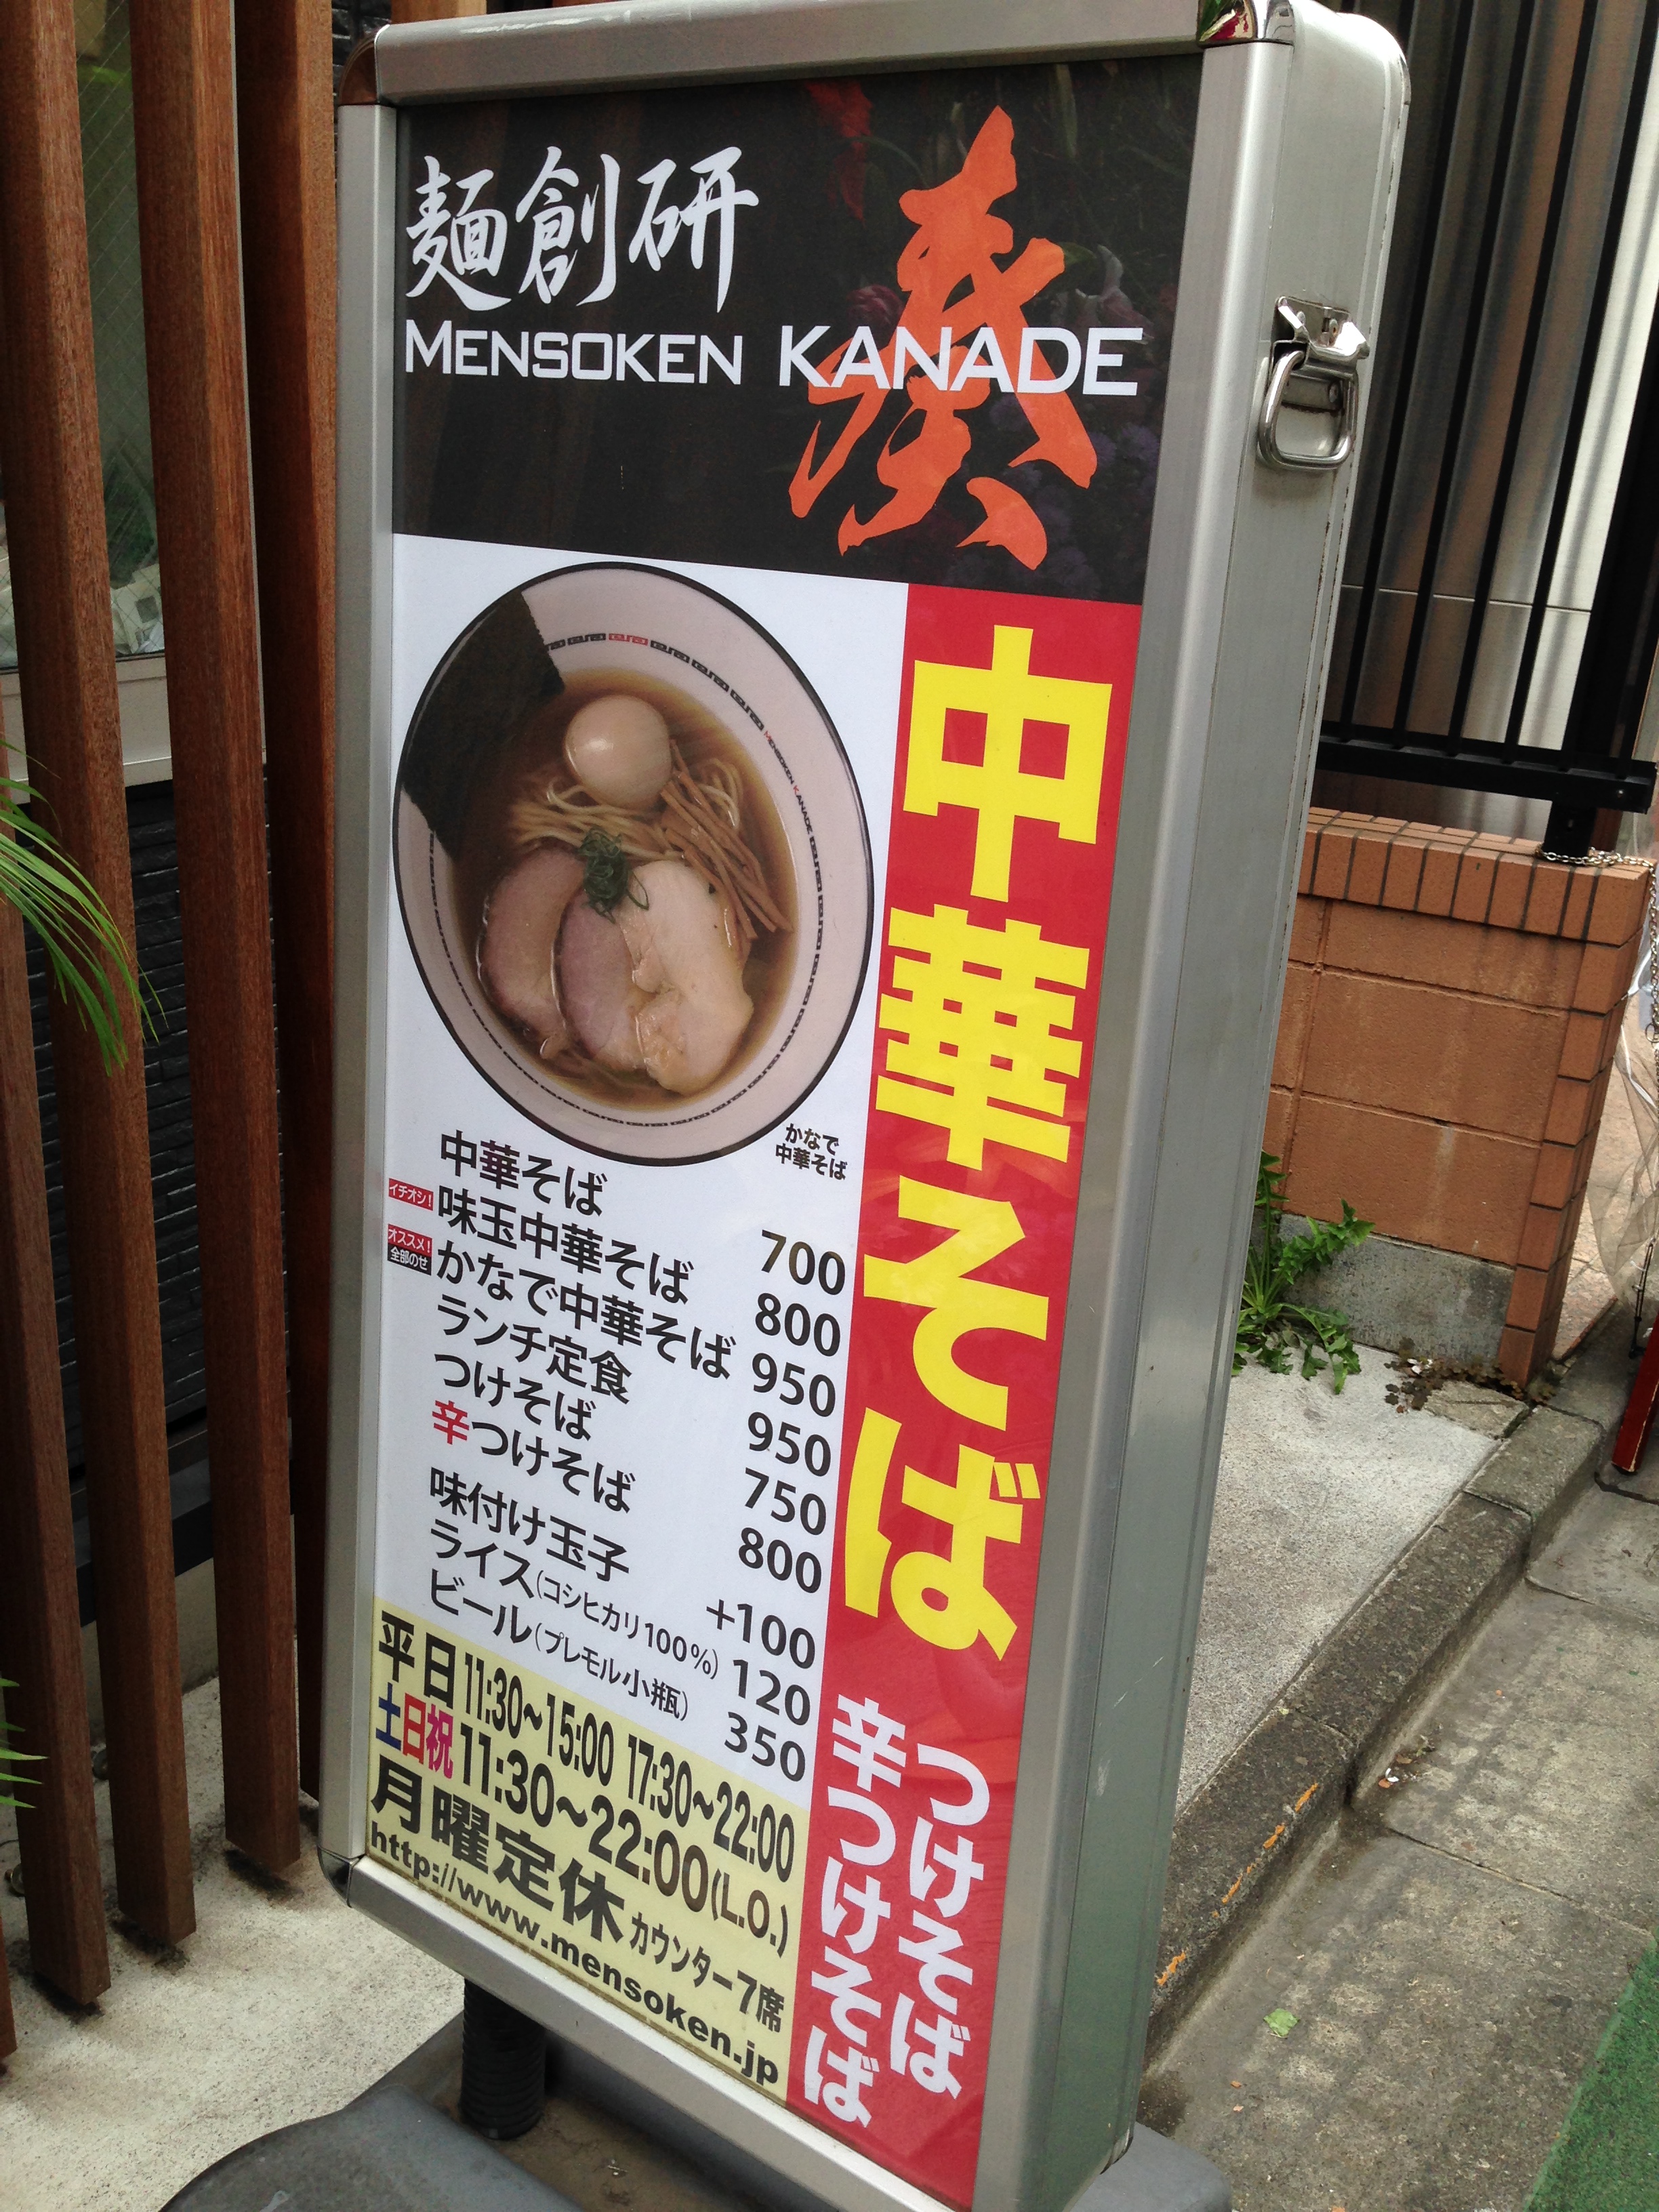 麺創研
奏
MENSOKEN KANADE
MENSOKEN KANADE
かなで
中華そば
中華そば 700
イチオシ! 味玉中華そば 800
オススメ! 全部のせ かなで中華そば 950
ランチ定食 950
つけそば 750
辛つけそば 800
味付け玉子 +100
ライス(コシヒカリ100%) 120
ビール(プレモル小瓶) 350
平日 11:30~15:00 17:30~22:00
土日祝 11:30~22:00(L.O.)
月曜定休 カウンター7席
http://www.mensoken.jp
中華そば
つけそば
辛つけそば